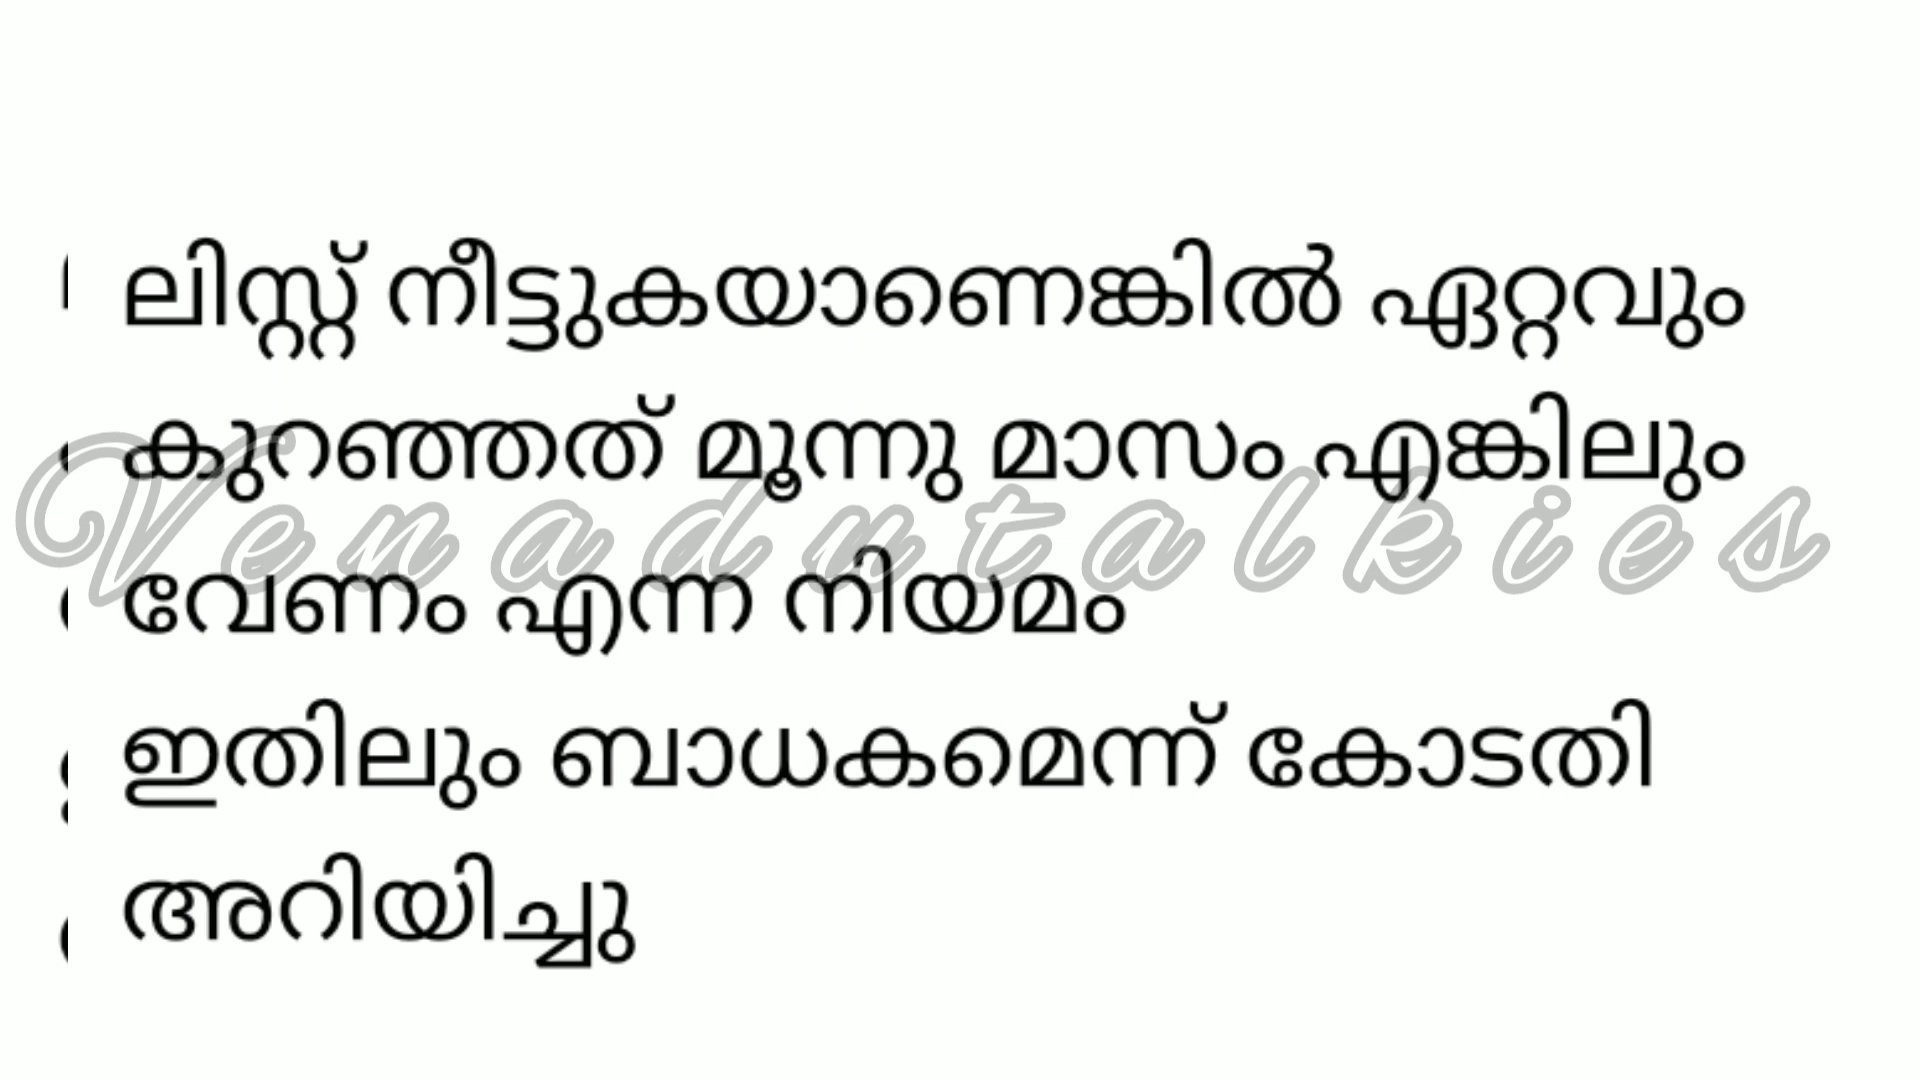 ലിസ്റ്റ് നീട്ടുകയാണെങ്കിൽ ഏറ്റവും
കുറഞ്ഞത് മൂന്നു മാസം എങ്കിലും
Venadutalkies
വേണം എന്ന നിയമം
ഇതിലും ബാധകമെന്ന് കോടതി
അറിയിച്ചു